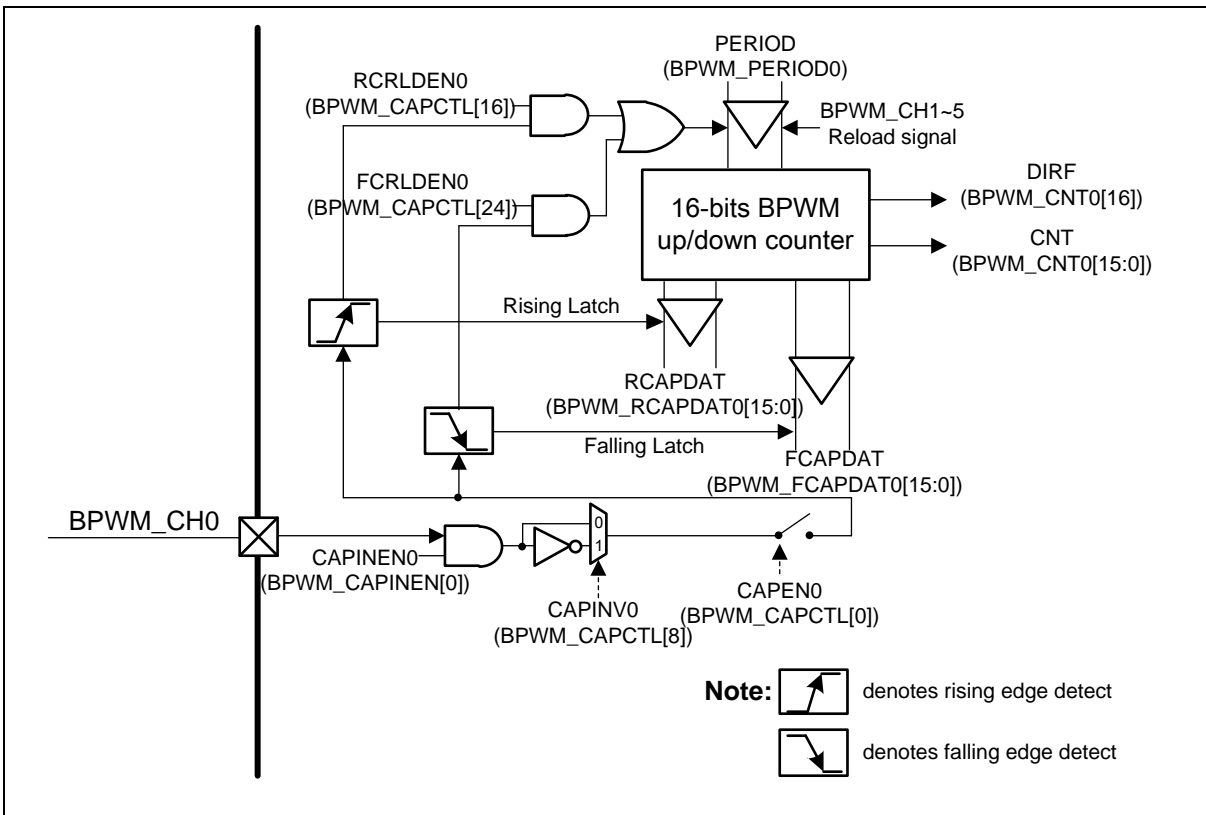 PERIOD
(BPWM_PERIOD0)
RCRLDEN0
(BPWM_CAPCTL[16])
BPWM_CH1~5
Reload signal
FCRLDEN0
(BPWM_CAPCTL[24])
16-bits BPWM
up/down counter
DIRF
(BPWM_CNT0[16])
CNT
(BPWM_CNT0[15:0])
Rising Latch
RCAPDAT
(BPWM_RCAPDAT0[15:0])
Falling Latch
FCAPDAT
(BPWM_FCAPDAT0[15:0])
BPWM_CH0
CAPINEN0
(BPWM_CAPINEN[0])
0
1
CAPINV0
(BPWM_CAPCTL[8])
CAPEN0
(BPWM_CAPCTL[0])
Note:
denotes rising edge detect
denotes falling edge detect